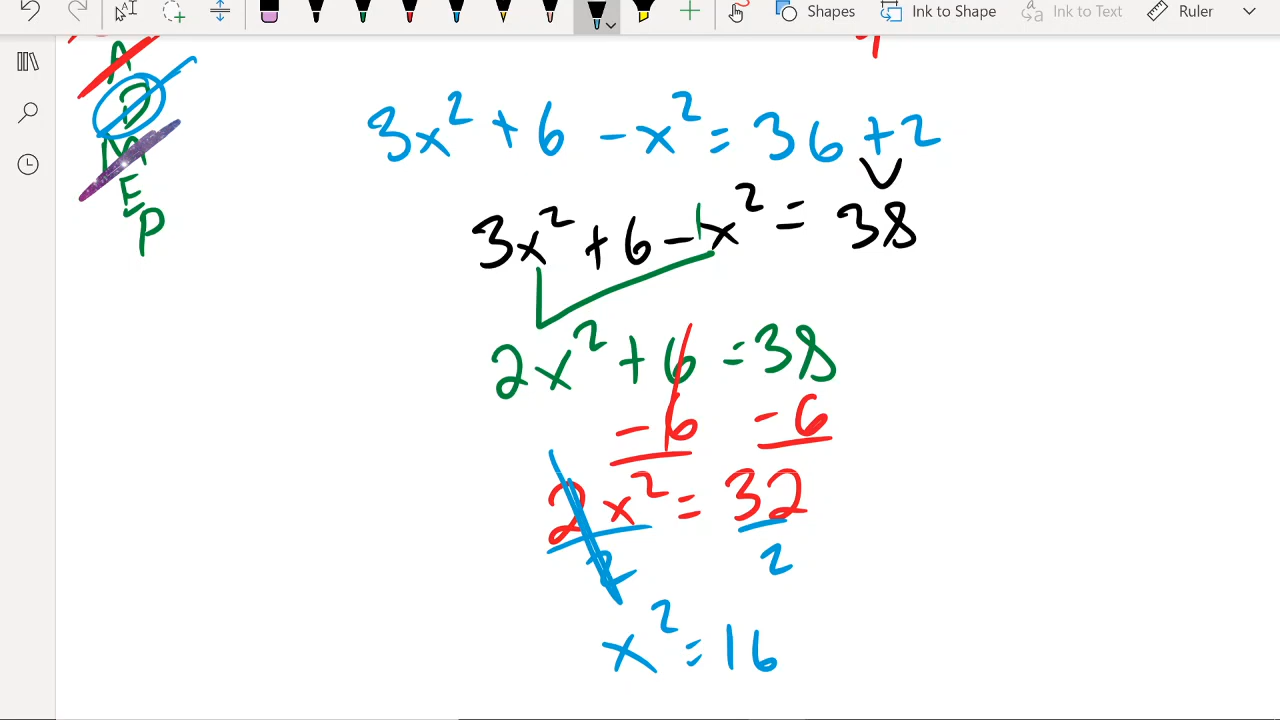 Shapes Ink to Shape Ink to Text Ruler
A
D
M
E
P
3x² + 6 - x² = 36 + 2
3x² + 6 - 1x² = 38
2x² + 6 = 38
- 6 - 6
2x² = 32
2 2
x² = 16